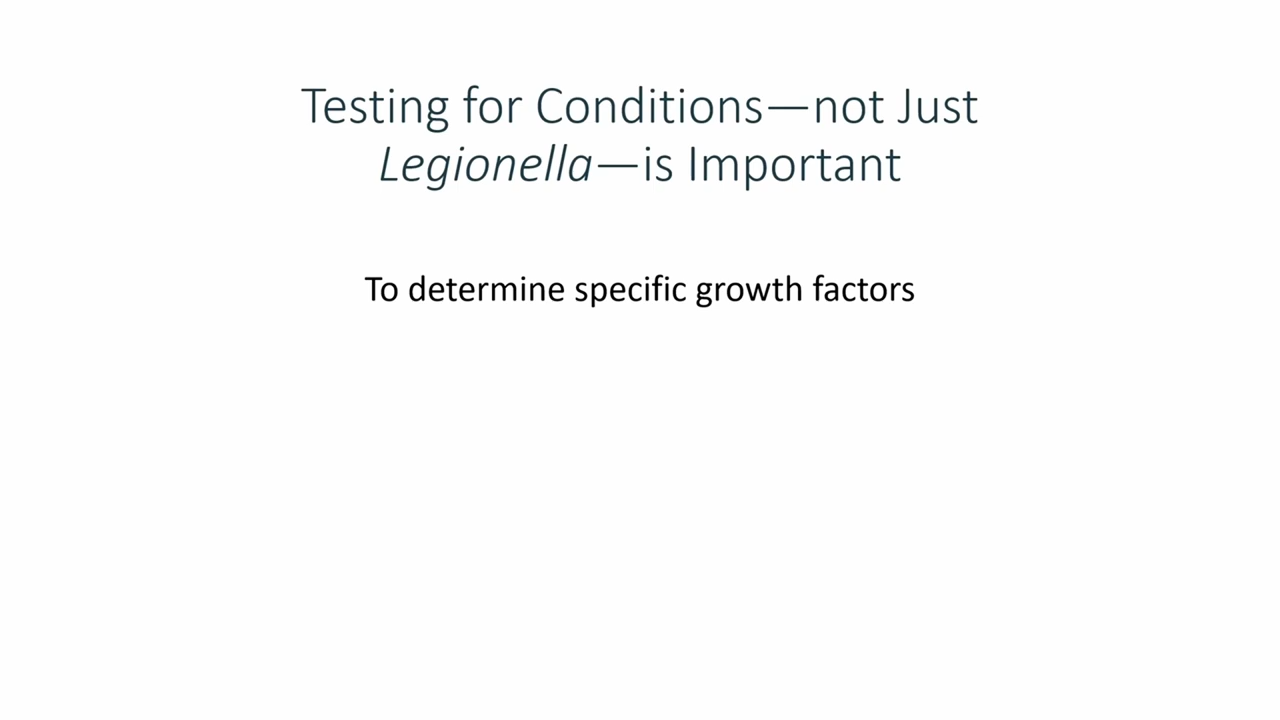 Testing for Conditions—not Just
Legionella—is Important
To determine specific growth factors